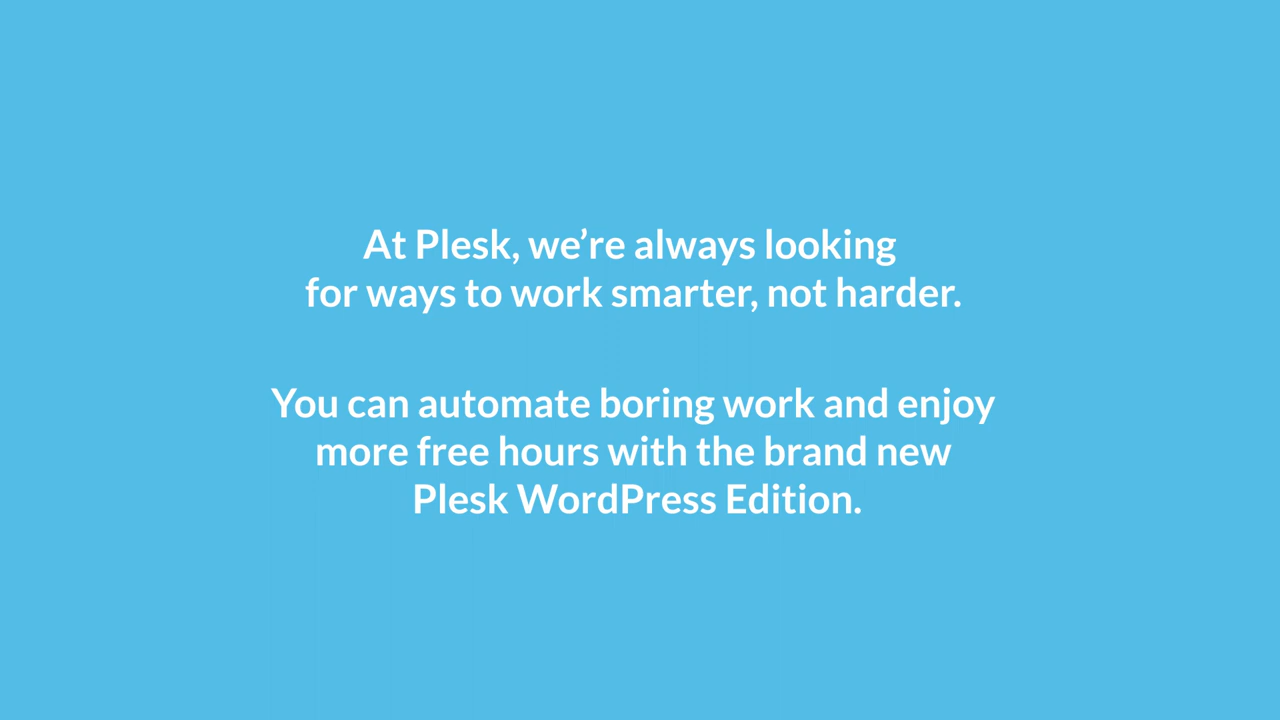 At Plesk, we’re always looking
for ways to work smarter, not harder.
You can automate boring work and enjoy
more free hours with the brand new
Plesk WordPress Edition.